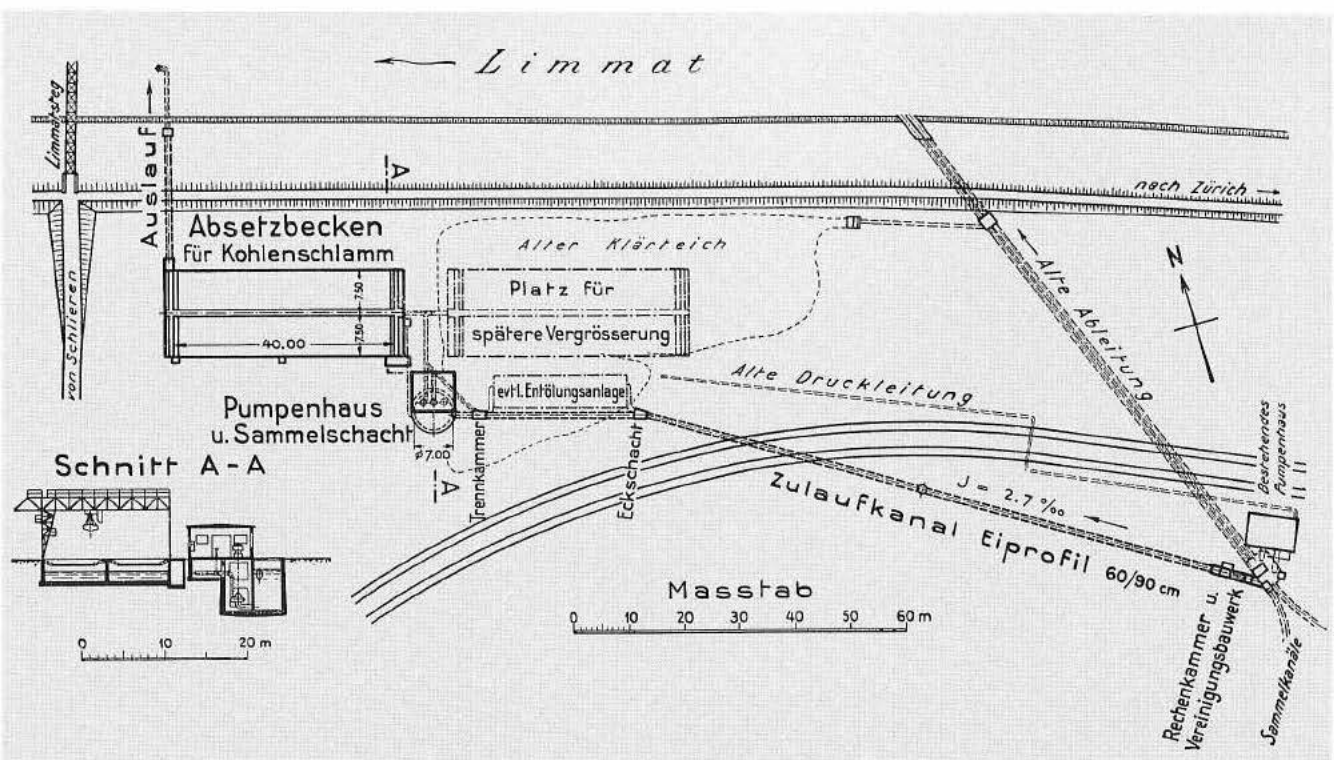 Limmat
Limmatsteg
Auslauf
A
nach Zürich
Absetzbecken
für Kohlenschlamm
Alter Klärteich
Alte Ableitung
N
7.50
7.50
40.00
Platz für
spätere Vergrösserung
von Schlieren
evtl. Entölungsanlage
Alte Druckleitung
Pumpenhaus
u. Sammelschacht
⌀ 7.00
A
Trennkammer
Eckschacht
Bestehendes
Pumpenhaus
Schnitt A-A
J = 2.7 ‰
Zulaufkanal Eiprofil 60/90 cm
Masstab
0 10 20 30 40 50 60 m
0 10 20 m
Rechenkammer u.
Vereinigungsbauwerk
Sammelkanäle